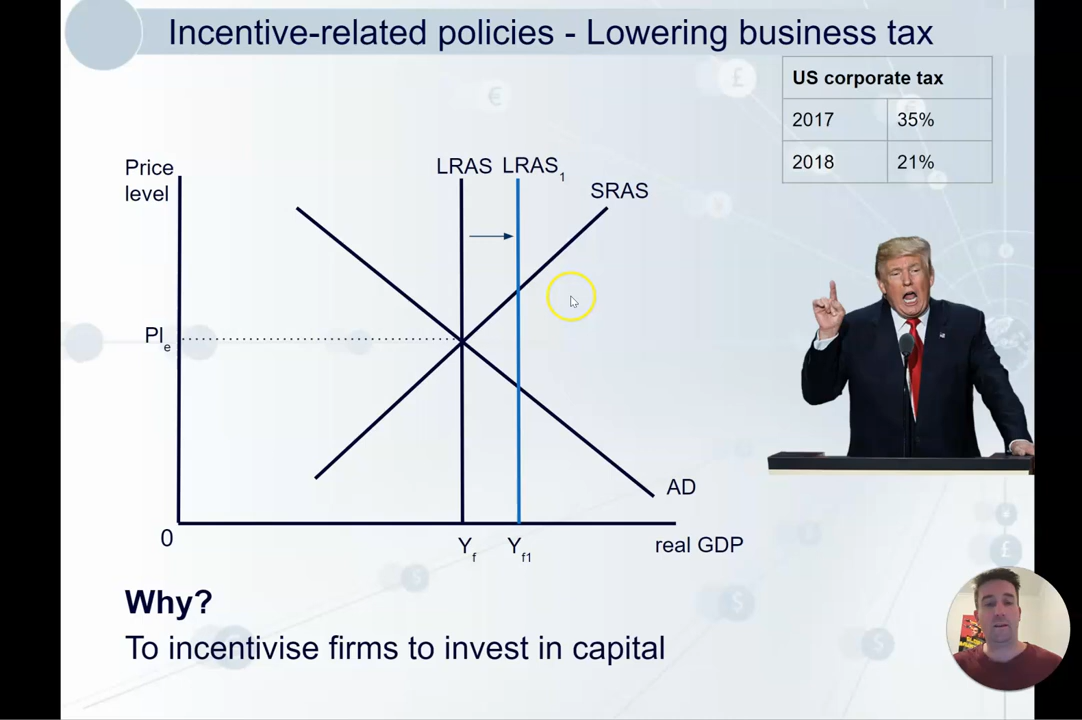 Incentive-related policies - Lowering business tax
US corporate tax
2017 35%
2018 21%
Price
level
LRAS LRAS1
SRAS
Ple
AD
0
Yf Yf1 real GDP
Why?
To incentivise firms to invest in capital